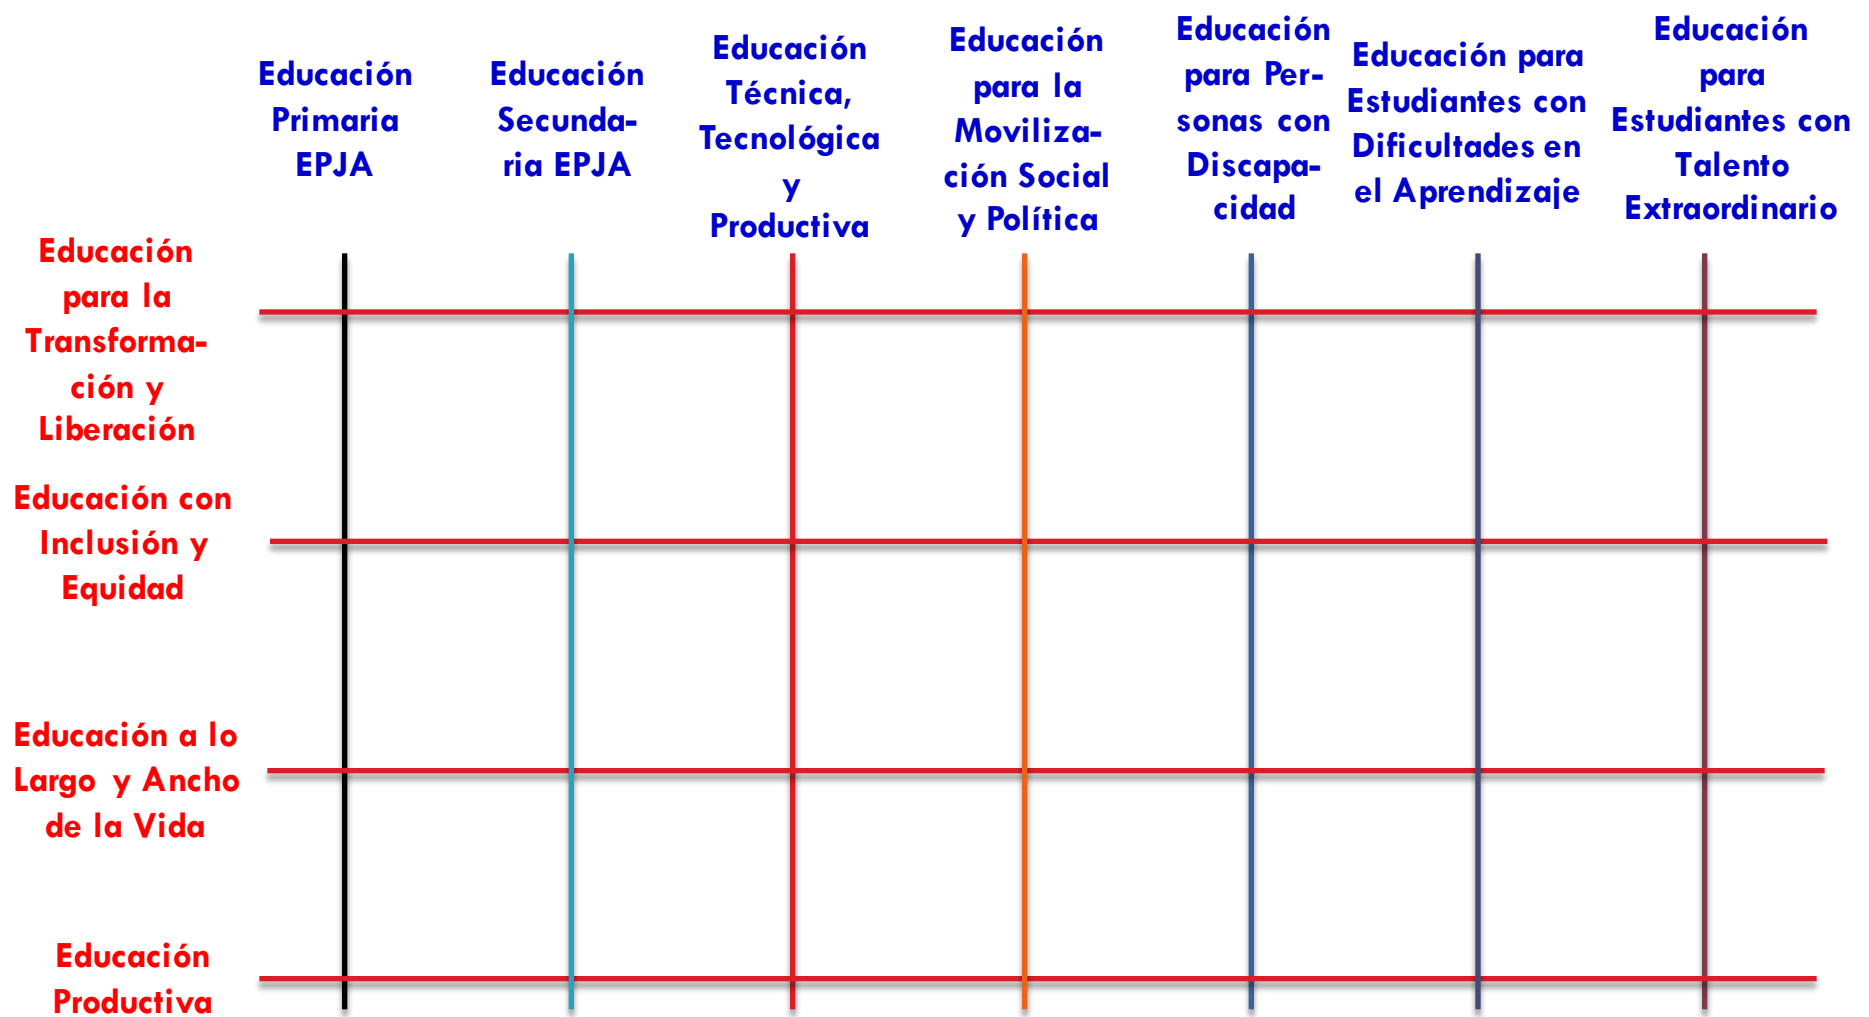 Educación
Primaria
EPJA
Educación
Secunda-
ria EPJA
Educación
Técnica,
Tecnológica
y
Productiva
Educación
para la
Moviliza-
ción Social
y Política
Educación
para Per-
sonas con
Discapa-
cidad
Educación para
Estudiantes con
Dificultades en
el Aprendizaje
Educación
para
Estudiantes con
Talento
Extraordinario
Educación
para la
Transforma-
ción y
Liberación
Educación con
Inclusión y
Equidad
Educación a lo
Largo y Ancho
de la Vida
Educación
Productiva